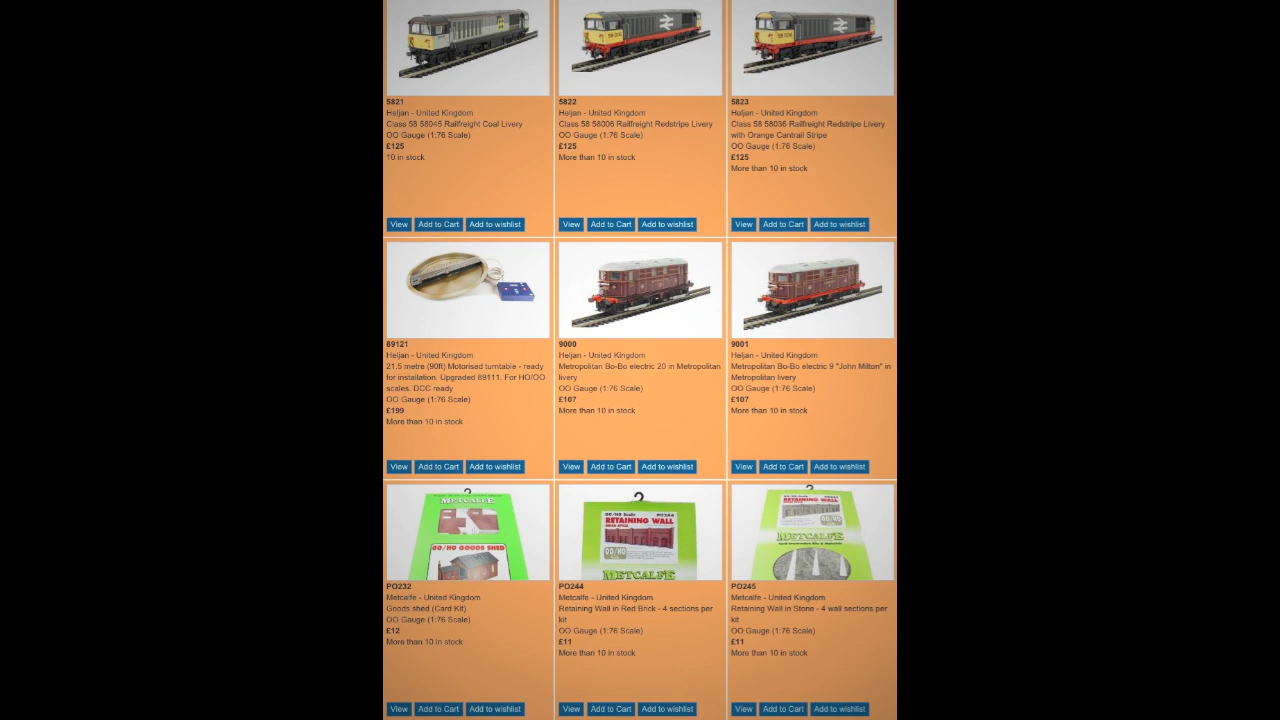 5821
Heljan - United Kingdom
Class 58 58045 Railfreight Coal Livery
OO Gauge (1:76 Scale)
£125
10 in stock
View Add to Cart Add to wishlist
5822
Heljan - United Kingdom
Class 58 58006 Railfreight Redstripe Livery
OO Gauge (1:76 Scale)
£125
More than 10 in stock
View Add to Cart Add to wishlist
5823
Heljan - United Kingdom
Class 58 58036 Railfreight Redstripe Livery
with Orange Cantrail Stripe
OO Gauge (1:76 Scale)
£125
More than 10 in stock
View Add to Cart Add to wishlist
89121
Heljan - United Kingdom
21.5 metre (90ft) Motorised turntable - ready
for installation. Upgraded 89111. For HO/OO
scales. DCC ready
OO Gauge (1:76 Scale)
£199
More than 10 in stock
View Add to Cart Add to wishlist
9000
Heljan - United Kingdom
Metropolitan Bo-Bo electric 20 in Metropolitan
livery
OO Gauge (1:76 Scale)
£107
More than 10 in stock
View Add to Cart Add to wishlist
9001
Heljan - United Kingdom
Metropolitan Bo-Bo electric 9 "John Milton" in
Metropolitan livery
OO Gauge (1:76 Scale)
£107
More than 10 in stock
View Add to Cart Add to wishlist
METCALFE
OO/HO GOODS SHED
PO232
Metcalfe - United Kingdom
Goods shed (Card Kit)
OO Gauge (1:76 Scale)
£12
More than 10 in stock
View Add to Cart Add to wishlist
OO/HO Scale PO244
RETAINING WALL
OO/HO
METCALFE
PO244
Metcalfe - United Kingdom
Retaining Wall in Red Brick - 4 sections per
kit
OO Gauge (1:76 Scale)
£11
More than 10 in stock
View Add to Cart Add to wishlist
RETAINING WALL
OO/HO
METCALFE
PO245
Metcalfe - United Kingdom
Retaining Wall in Stone - 4 wall sections per
kit
OO Gauge (1:76 Scale)
£11
More than 10 in stock
View Add to Cart Add to wishlist